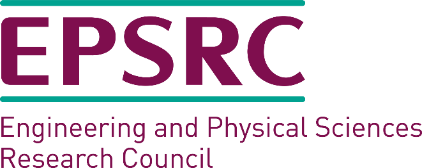 EPSRC
Engineering and Physical Sciences
Research Council